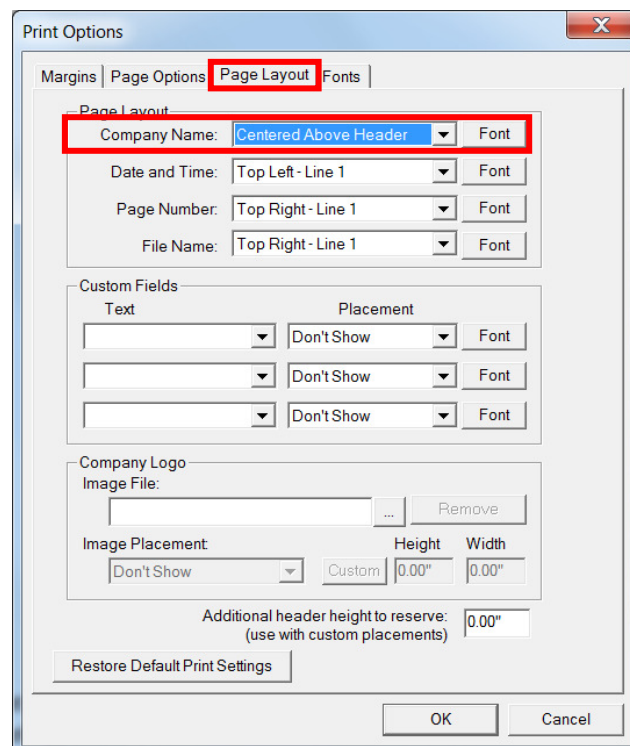 Print Options
X
Margins Page Options Page Layout Fonts
Page Layout
Company Name: Centered Above Header Font
Date and Time: Top Left - Line 1 Font
Page Number: Top Right - Line 1 Font
File Name: Top Right - Line 1 Font
Custom Fields
Text Placement
Don't Show Font
Don't Show Font
Don't Show Font
Company Logo
Image File:
... Remove
Image Placement: Height Width
Don't Show Custom 0.00" 0.00"
Additional header height to reserve: 0.00"
(use with custom placements)
Restore Default Print Settings
OK Cancel